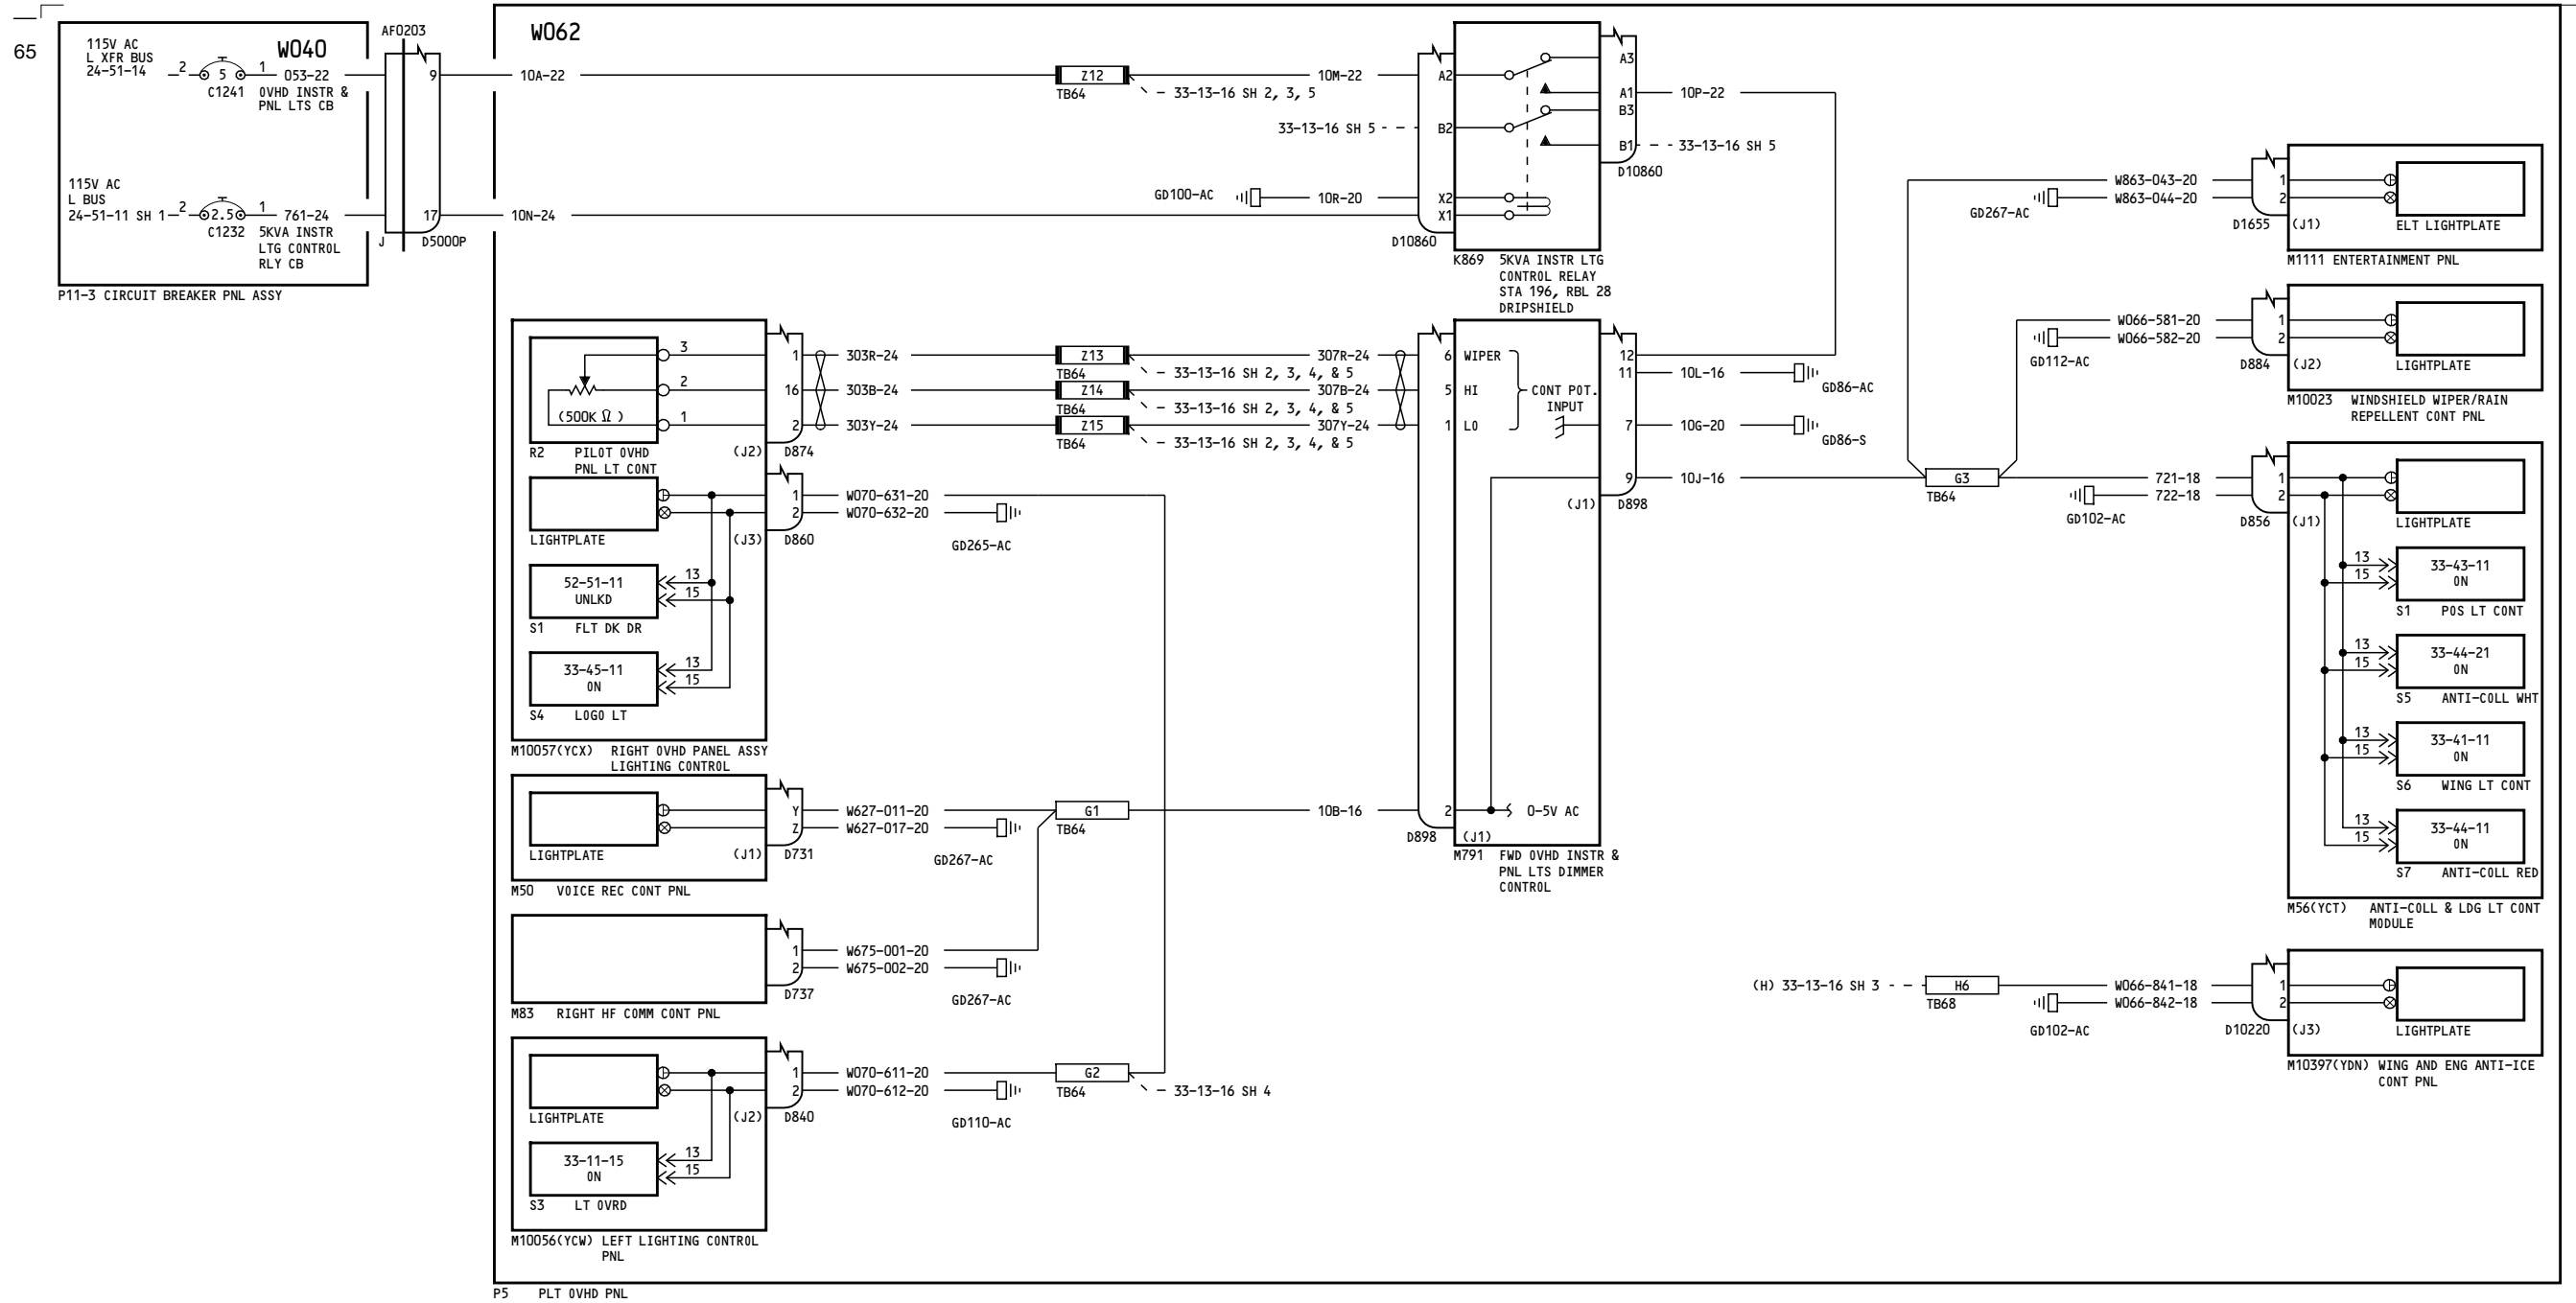 65
W040
115V AC
L XFR BUS
24-51-14
2
5
1
053-22
C1241
OVHD INSTR &
PNL LTS CB
115V AC
L BUS
24-51-11 SH 1
2
2.5
1
761-24
C1232
5KVA INSTR
LTG CONTROL
RLY CB
P11-3 CIRCUIT BREAKER PNL ASSY
AF0203
9
17
J
D5000P
W062
10A-22
Z12
TB64
33-13-16 SH 2, 3, 5
10M-22
A2
33-13-16 SH 5
B2
GD100-AC
10R-20
X2
10N-24
X1
D10860
A3
A1
B3
B1
D10860
10P-22
33-13-16 SH 5
K869 5KVA INSTR LTG
CONTROL RELAY
STA 196, RBL 28
DRIPSHIELD
3
2
1
(500K Ω)
R2 PILOT OVHD
PNL LT CONT
(J2)
1
16
2
D874
303R-24
303B-24
303Y-24
Z13
TB64
33-13-16 SH 2, 3, 4, & 5
Z14
TB64
33-13-16 SH 2, 3, 4, & 5
Z15
TB64
33-13-16 SH 2, 3, 4, & 5
307R-24
307B-24
307Y-24
6 WIPER
5 HI
1 LO
CONT POT.
INPUT
12
11
7
9
(J1)
D898
10L-16
GD86-AC
10G-20
GD86-S
10J-16
G3
TB64
LIGHTPLATE
(J3)
1
2
D860
W070-631-20
W070-632-20
GD265-AC
52-51-11
UNLKD
13
15
S1 FLT DK DR
33-45-11
ON
13
15
S4 LOGO LT
M10057(YCX) RIGHT OVHD PANEL ASSY
LIGHTING CONTROL
LIGHTPLATE
(J1)
Y
Z
D731
W627-011-20
W627-017-20
GD267-AC
G1
TB64
10B-16
2
D898
(J1)
0-5V AC
M791 FWD OVHD INSTR &
PNL LTS DIMMER
CONTROL
M50 VOICE REC CONT PNL
1
2
D737
W675-001-20
W675-002-20
GD267-AC
M83 RIGHT HF COMM CONT PNL
LIGHTPLATE
(J2)
1
2
D840
W070-611-20
W070-612-20
GD110-AC
G2
TB64
33-13-16 SH 4
33-11-15
ON
13
15
S3 LT OVRD
M10056(YCW) LEFT LIGHTING CONTROL
PNL
P5 PLT OVHD PNL
W863-043-20
W863-044-20
GD267-AC
1
2
D1655
(J1)
ELT LIGHTPLATE
M1111 ENTERTAINMENT PNL
W066-581-20
W066-582-20
GD112-AC
1
2
D884
(J2)
LIGHTPLATE
M10023 WINDSHIELD WIPER/RAIN
REPELLENT CONT PNL
721-18
722-18
GD102-AC
1
2
D856
(J1)
LIGHTPLATE
13
15
33-43-11
ON
S1 POS LT CONT
13
15
33-44-21
ON
S5 ANTI-COLL WHT
13
15
33-41-11
ON
S6 WING LT CONT
13
15
33-44-11
ON
S7 ANTI-COLL RED
M56(YCT) ANTI-COLL & LDG LT CONT
MODULE
(H) 33-13-16 SH 3
H6
TB68
W066-841-18
W066-842-18
GD102-AC
1
2
D10220
(J3)
LIGHTPLATE
M10397(YDN) WING AND ENG ANTI-ICE
CONT PNL